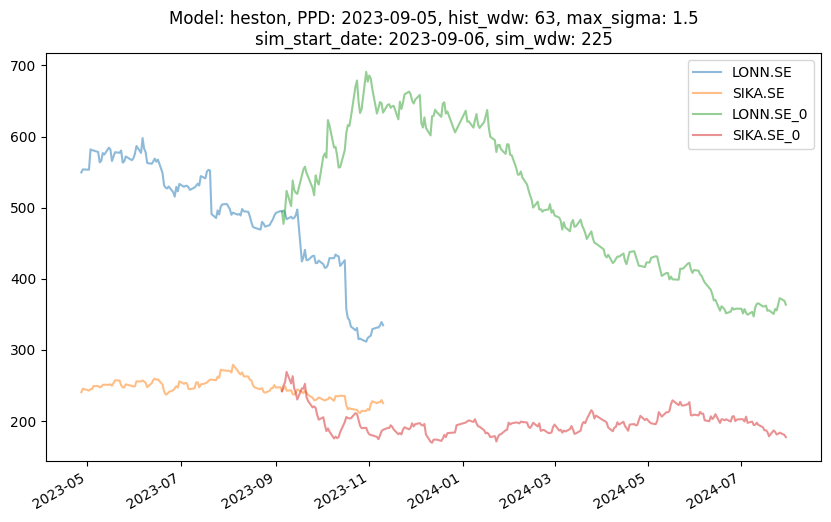 Model: heston, PPD: 2023-09-05, hist_wdw: 63, max_sigma: 1.5
sim_start_date: 2023-09-06, sim_wdw: 225
LONN.SE
SIKA.SE
LONN.SE_0
SIKA.SE_0
700
600
500
400
300
200
2023-05
2023-07
2023-09
2023-11
2024-01
2024-03
2024-05
2024-07